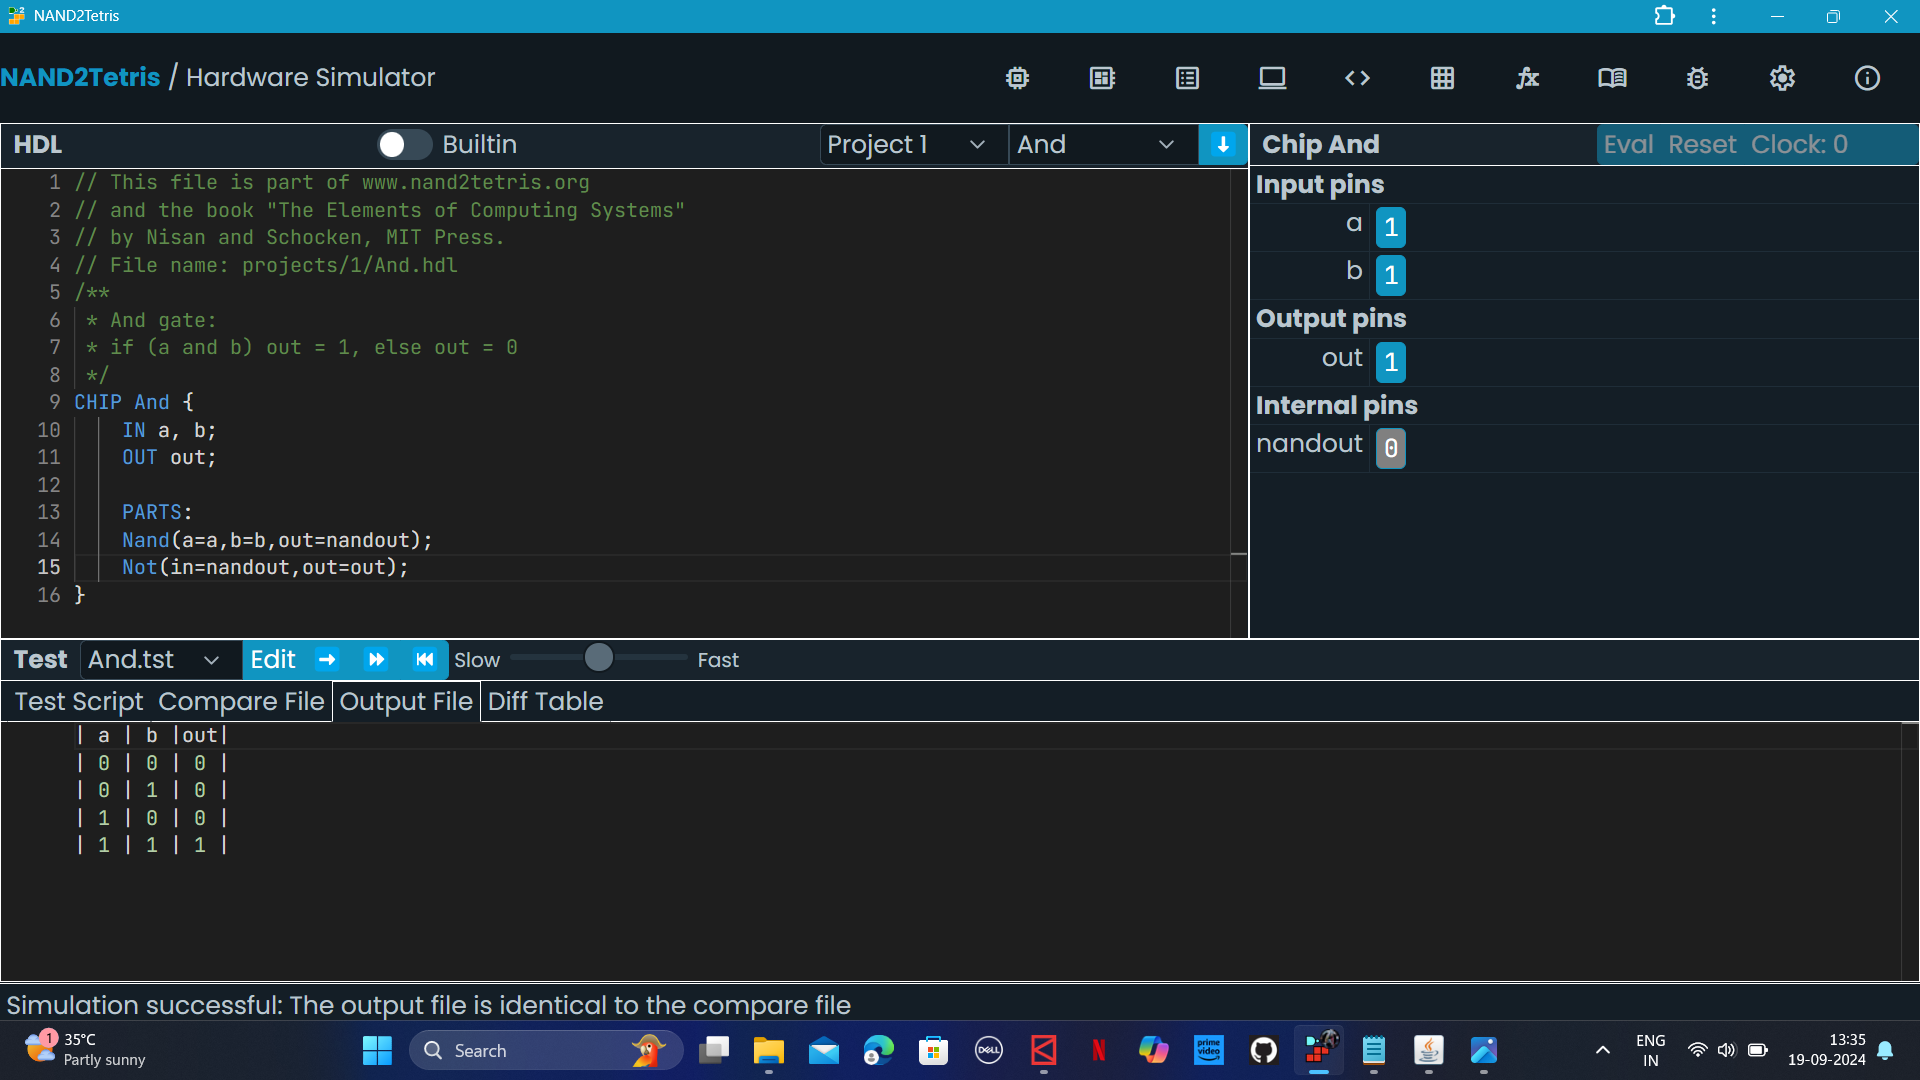 NAND2Tetris
NAND2Tetris / Hardware Simulator
HDL Builtin Project 1 And
1 // This file is part of www.nand2tetris.org
2 // and the book "The Elements of Computing Systems"
3 // by Nisan and Schocken, MIT Press.
4 // File name: projects/1/And.hdl
5 /**
6 * And gate:
7 * if (a and b) out = 1, else out = 0
8 */
9 CHIP And {
10 IN a, b;
11 OUT out;
12
13 PARTS:
14 Nand(a=a,b=b,out=nandout);
15 Not(in=nandout,out=out);
16 }
Chip And Eval Reset Clock: 0
Input pins
a 1
b 1
Output pins
out 1
Internal pins
nandout 0
Test And.tst Edit Slow Fast
Test Script Compare File Output File Diff Table
| a | b |out|
| 0 | 0 | 0 |
| 0 | 1 | 0 |
| 1 | 0 | 0 |
| 1 | 1 | 1 |
Simulation successful: The output file is identical to the compare file
1
35°C
Partly sunny
Search
DELL
N
prime video
ENG
IN
13:35
19-09-2024